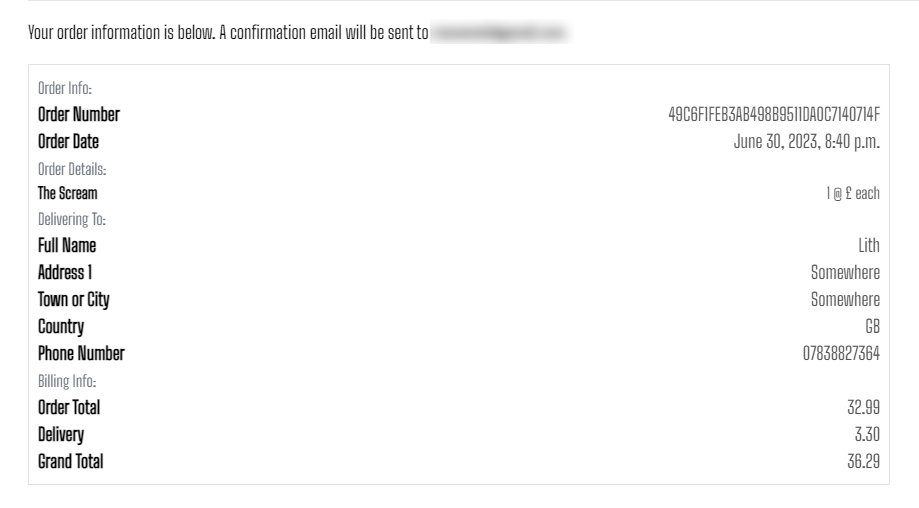 Your order information is below. A confirmation email will be sent to
Order Info:
Order Number 49C6F1FEB3AB498B9511DA0C7140714F
Order Date June 30, 2023, 8:40 p.m.
Order Details:
The Scream 1 @ £ each
Delivering To:
Full Name Lith
Address 1 Somewhere
Town or City Somewhere
Country GB
Phone Number 07838827364
Billing Info:
Order Total 32.99
Delivery 3.30
Grand Total 36.29